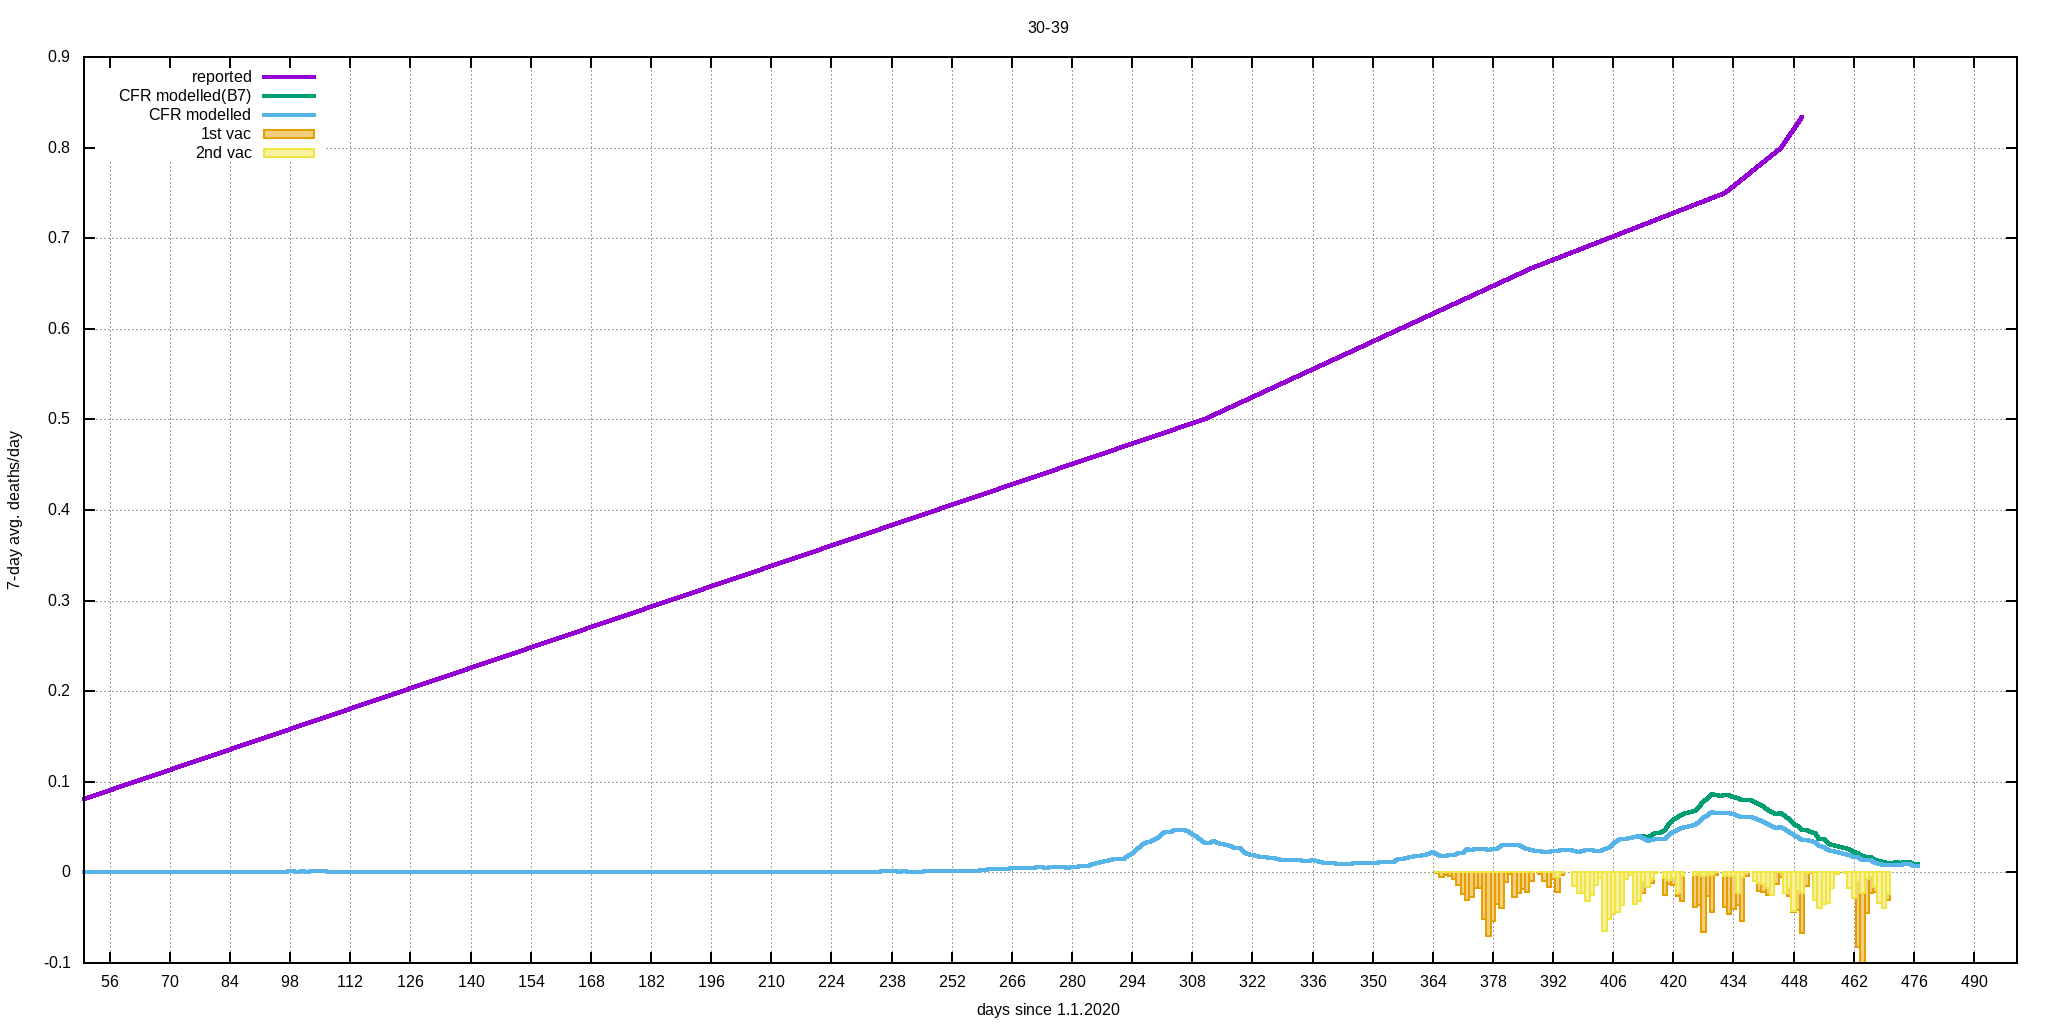 30-39
0.9
0.8
0.7
0.6
0.5
0.4
0.3
0.2
0.1
0
-0.1
7-day avg. deaths/day
reported
CFR modelled(B7)
CFR modelled
1st vac
2nd vac
56 70 84 98 112 126 140 154 168 182 196 210 224 238 252 266 280 294 308 322 336 350 364 378 392 406 420 434 448 462 476 490
days since 1.1.2020